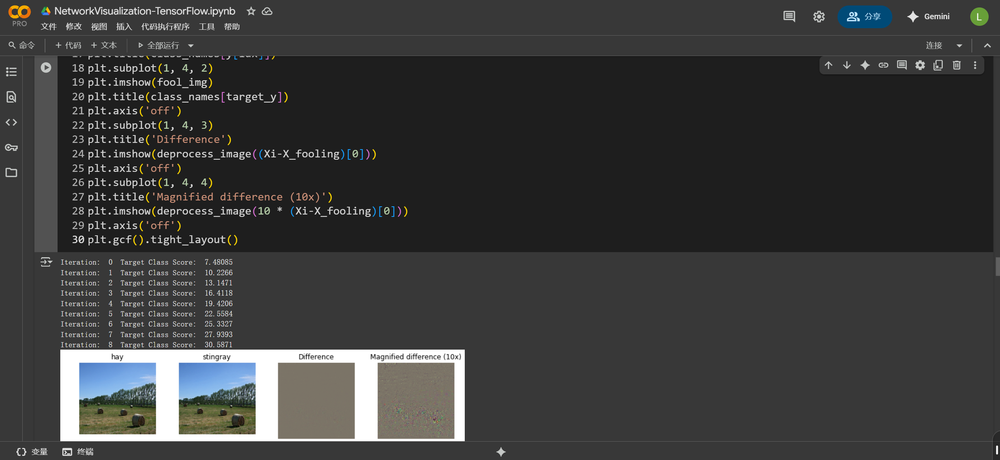 NetworkVisualization-TensorFlow.ipynb
PRO
文件 修改 视图 插入 代码执行程序 工具 帮助
分享
Gemini
L
命令 + 代码 + 文本 全部运行
连接
17 plt.title(class_names[y[idx]])
18 plt.subplot(1, 4, 2)
19 plt.imshow(fool_img)
20 plt.title(class_names[target_y])
21 plt.axis('off')
22 plt.subplot(1, 4, 3)
23 plt.title('Difference')
24 plt.imshow(deprocess_image((Xi-X_fooling)[0]))
25 plt.axis('off')
26 plt.subplot(1, 4, 4)
27 plt.title('Magnified difference (10x)')
28 plt.imshow(deprocess_image(10 * (Xi-X_fooling)[0]))
29 plt.axis('off')
30 plt.gcf().tight_layout()
Iteration: 0 Target Class Score: 7.48085
Iteration: 1 Target Class Score: 10.2266
Iteration: 2 Target Class Score: 13.1471
Iteration: 3 Target Class Score: 16.4118
Iteration: 4 Target Class Score: 19.4206
Iteration: 5 Target Class Score: 22.5584
Iteration: 6 Target Class Score: 25.3327
Iteration: 7 Target Class Score: 27.9393
Iteration: 8 Target Class Score: 30.5871
hay stingray Difference Magnified difference (10x)
变量 终端